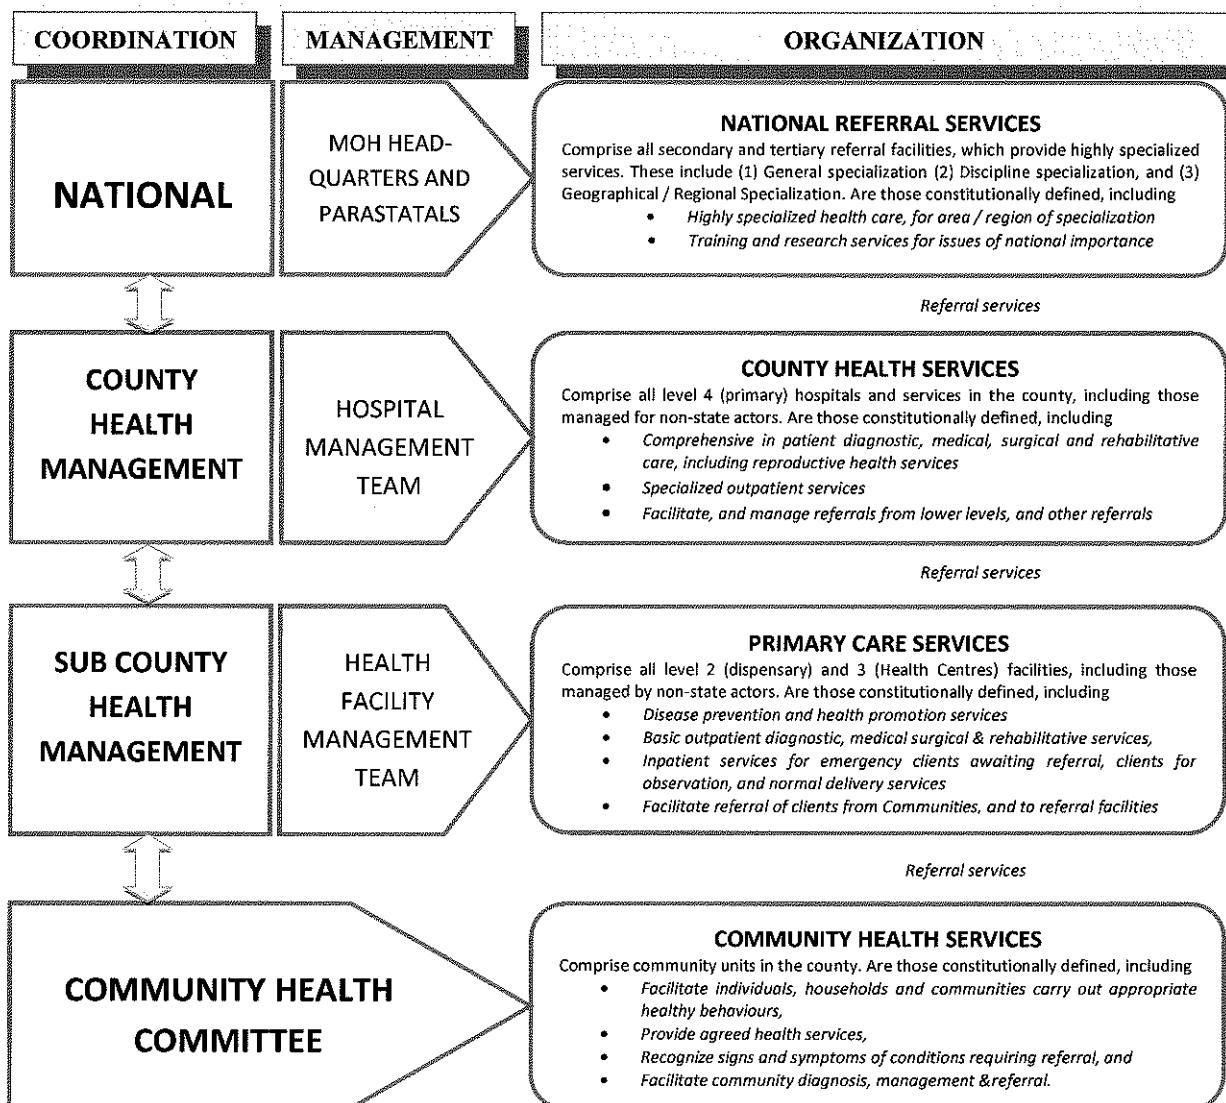 COORDINATION
MANAGEMENT
ORGANIZATION
NATIONAL
MOH HEAD-
QUARTERS AND
PARASTATALS
NATIONAL REFERRAL SERVICES
Comprise all secondary and tertiary referral facilities, which provide highly specialized
services. These include (1) General specialization (2) Discipline specialization, and (3)
Geographical / Regional Specialization. Are those constitutionally defined, including
• Highly specialized health care, for area / region of specialization
• Training and research services for issues of national importance
Referral services
COUNTY
HEALTH
MANAGEMENT
HOSPITAL
MANAGEMENT
TEAM
COUNTY HEALTH SERVICES
Comprise all level 4 (primary) hospitals and services in the county, including those
managed for non-state actors. Are those constitutionally defined, including
• Comprehensive in patient diagnostic, medical, surgical and rehabilitative
care, including reproductive health services
• Specialized outpatient services
• Facilitate, and manage referrals from lower levels, and other referrals
Referral services
SUB COUNTY
HEALTH
MANAGEMENT
HEALTH
FACILITY
MANAGEMENT
TEAM
PRIMARY CARE SERVICES
Comprise all level 2 (dispensary) and 3 (Health Centres) facilities, including those
managed by non-state actors. Are those constitutionally defined, including
• Disease prevention and health promotion services
• Basic outpatient diagnostic, medical surgical & rehabilitative services,
• Inpatient services for emergency clients awaiting referral, clients for
observation, and normal delivery services
• Facilitate referral of clients from Communities, and to referral facilities
Referral services
COMMUNITY HEALTH
COMMITTEE
COMMUNITY HEALTH SERVICES
Comprise community units in the county. Are those constitutionally defined, including
• Facilitate individuals, households and communities carry out appropriate
healthy behaviours,
• Provide agreed health services,
• Recognize signs and symptoms of conditions requiring referral, and
• Facilitate community diagnosis, management &referral.